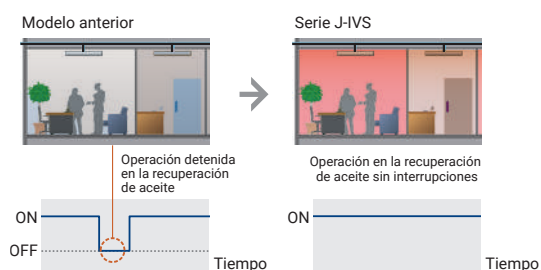 Modelo anterior
Serie J-IVS
Operación detenida
en la recuperación
de aceite
Operación en la recuperación
de aceite sin interrupciones
ON
OFF
Tiempo
ON
Tiempo